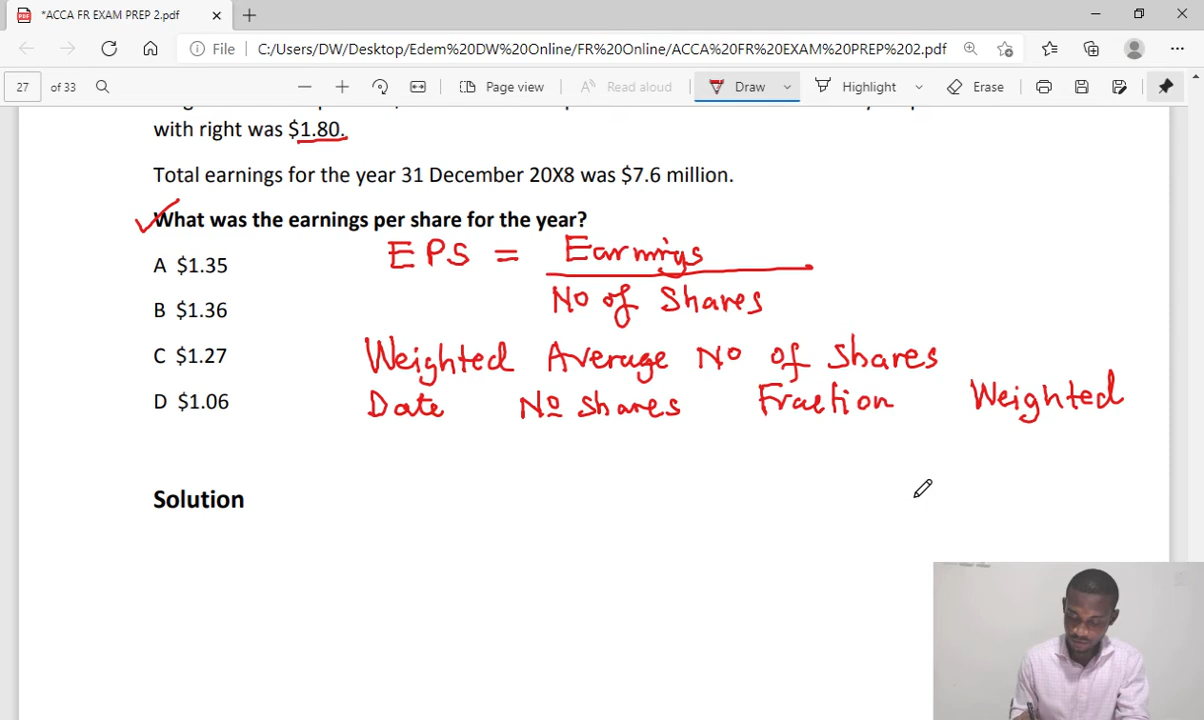 *ACCA FR EXAM PREP 2.pdf
File C:/Users/DW/Desktop/Edem%20DW%20Online/FR%20Online/ACCA%20FR%20EXAM%20PREP%202.pdf
27 of 33 Page view Read aloud Draw Highlight Erase
with right was $1.80.
Total earnings for the year 31 December 20X8 was $7.6 million.
What was the earnings per share for the year?
EPS = Earnings
A $1.35
No of Shares
B $1.36
C $1.27 Weighted Average No of Shares
D $1.06 Date No Shares Fraction Weighted
Solution